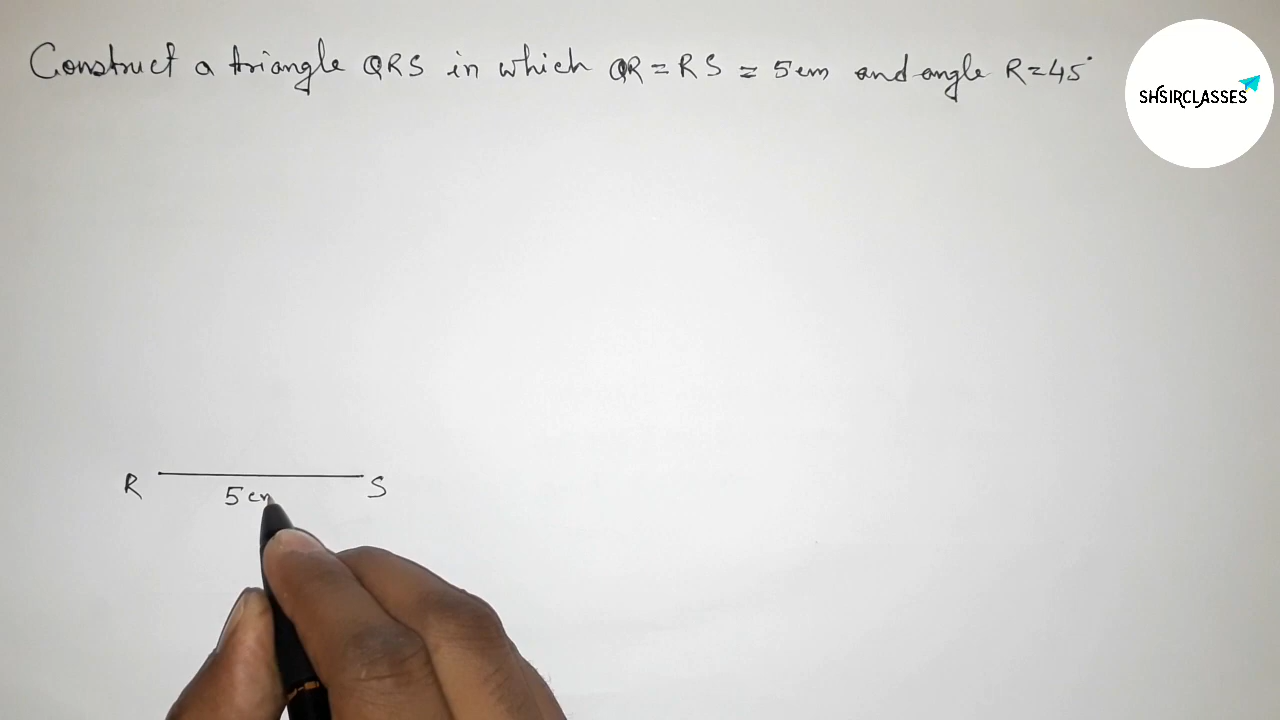 Construct a triangle QRS in which QR = RS = 5cm and angle R = 45°
SHSIRCLASSES
R S
5cm